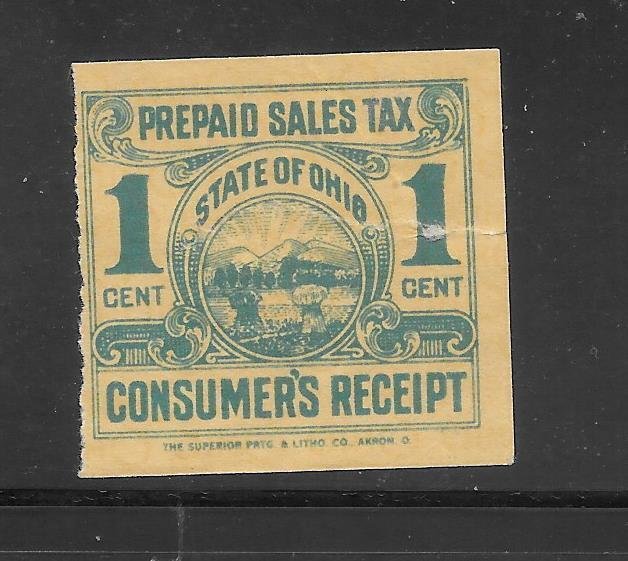 PREPAID SALES TAX
STATE OF OHIO
1 1
CENT CENT
CONSUMER'S RECEIPT
THE SUPERIOR PRTG. & LITHO. CO., AKRON, O.